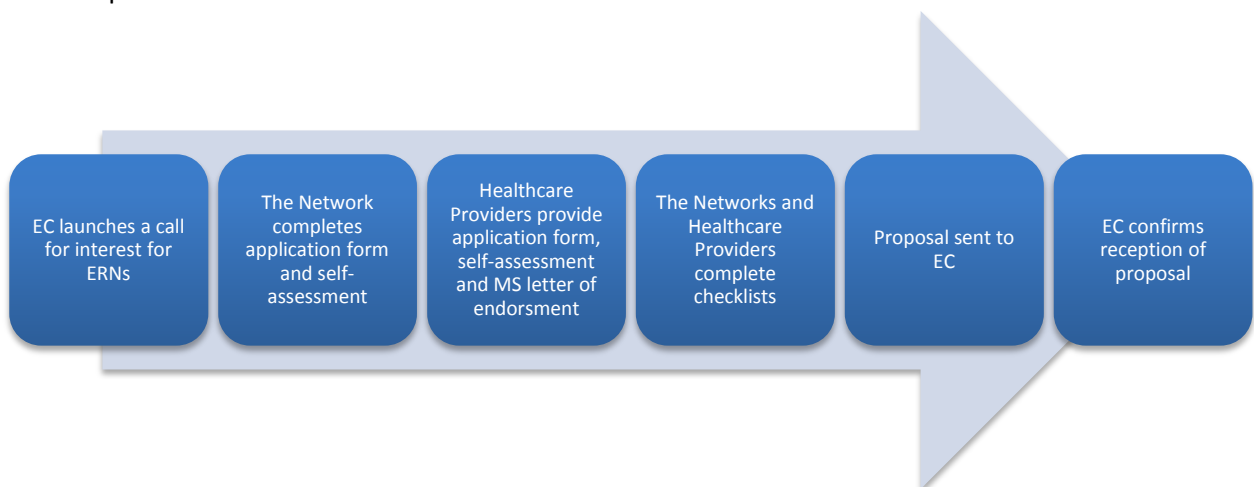 EC launches a call
for interest for
ERNs
The Network
completes
application form
and self-
assessment
Healthcare
Providers provide
application form,
self-assessment
and MS letter of
endorsment
The Networks and
Healthcare
Providers
complete
checklists
Proposal sent to
EC
EC confirms
reception of
proposal